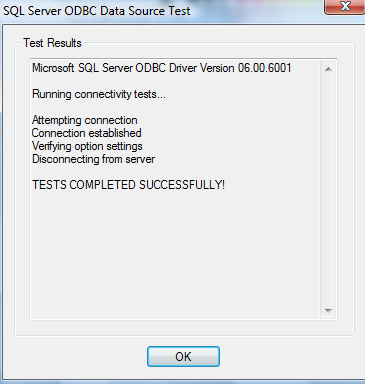 SQL Server ODBC Data Source Test
Test Results
Microsoft SQL Server ODBC Driver Version 06.00.6001
Running connectivity tests...
Attempting connection
Connection established
Verifying option settings
Disconnecting from server
TESTS COMPLETED SUCCESSFULLY!
OK